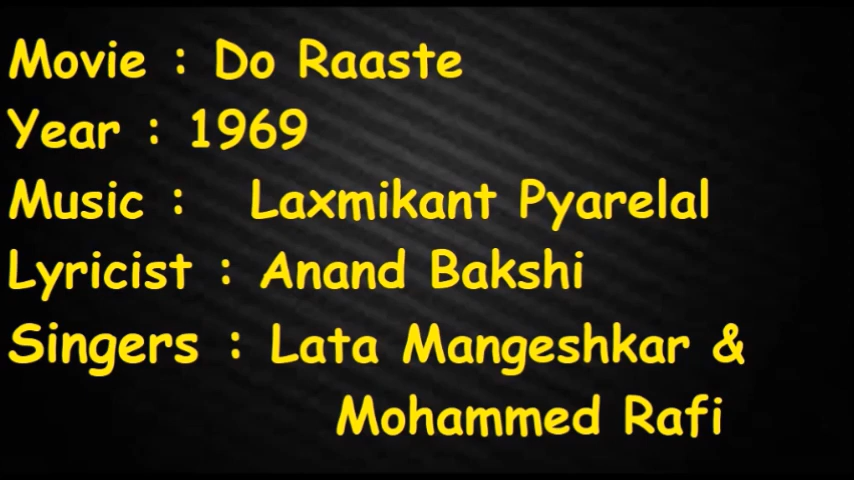 Movie : Do Raaste
Year : 1969
Music : Laxmikant Pyarelal
Lyricist : Anand Bakshi
Singers : Lata Mangeshkar &
Mohammed Rafi